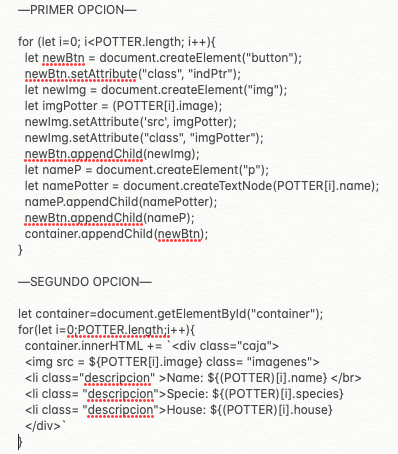 —PRIMER OPCION—
for (let i=0; i<POTTER.length; i++){
let newBtn = document.createElement("button");
newBtn.setAttribute("class", "indPtr");
let newImg = document.createElement("img");
let imgPotter = (POTTER[i].image);
newImg.setAttribute('src', imgPotter);
newImg.setAttribute("class", "imgPotter");
newBtn.appendChild(newImg);
let nameP = document.createElement("p");
let namePotter = document.createTextNode(POTTER[i].name);
nameP.appendChild(namePotter);
newBtn.appendChild(nameP);
container.appendChild(newBtn);
}
—SEGUNDO OPCION—
let container=document.getElementById("container");
for(let i=0;POTTER.length;i++){
container.innerHTML += `<div class="caja">
<img src = ${POTTER[i].image} class= "imagenes">
<li class="descripcion" >Name: ${(POTTER)[i].name} </br>
<li class= "descripcion">Specie: ${(POTTER)[i].species}
<li class= "descripcion">House: ${(POTTER)[i].house}
</div>`
}